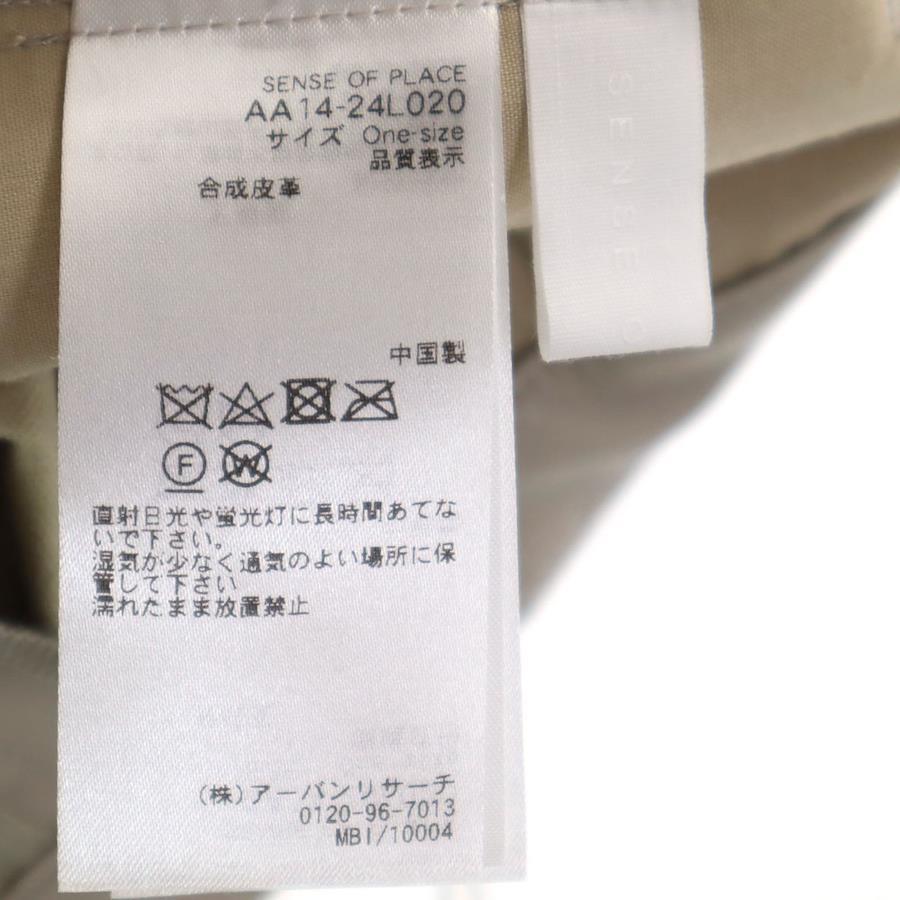 SENSE OF PLACE
AA14-24L020
サイズ One-size
品質表示
合成皮革
中国製
F
W
直射日光や蛍光灯に長時間あてな
いで下さい。
湿気が少なく通気のよい場所に保
管して下さい
濡れたまま放置禁止
(株)アーバンリサーチ
0120-96-7013
MBI/10004
SENSE O